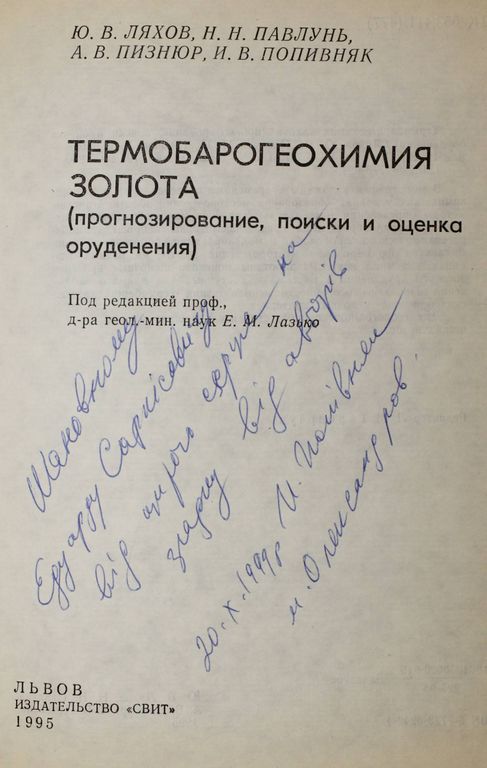 Ю. В. ЛЯХОВ, Н. Н. ПАВЛУНЬ,
А. В. ПИЗНЮР, И. В. ПОПИВНЯК
ТЕРМОБАРОГЕОХИМИЯ
ЗОЛОТА
(прогнозирование, поиски и оценка
оруденения)
Под редакцией проф.,
д-ра геол.-мин. наук Е. М. Лазько
Шановному
Едуарду Саркісовичу
від щирого серця на
згадку від авторів
20.X.1999р І. Попівняк
м. Олександров.
ЛЬВОВ
ИЗДАТЕЛЬСТВО «СВИТ»
1995